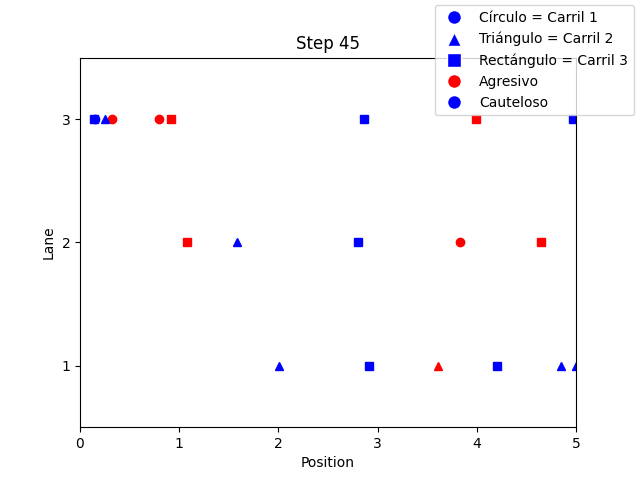 Step 45
Círculo = Carril 1
Triángulo = Carril 2
Rectángulo = Carril 3
Agresivo
Cauteloso
Lane
3
2
1
0 1 2 3 4 5
Position